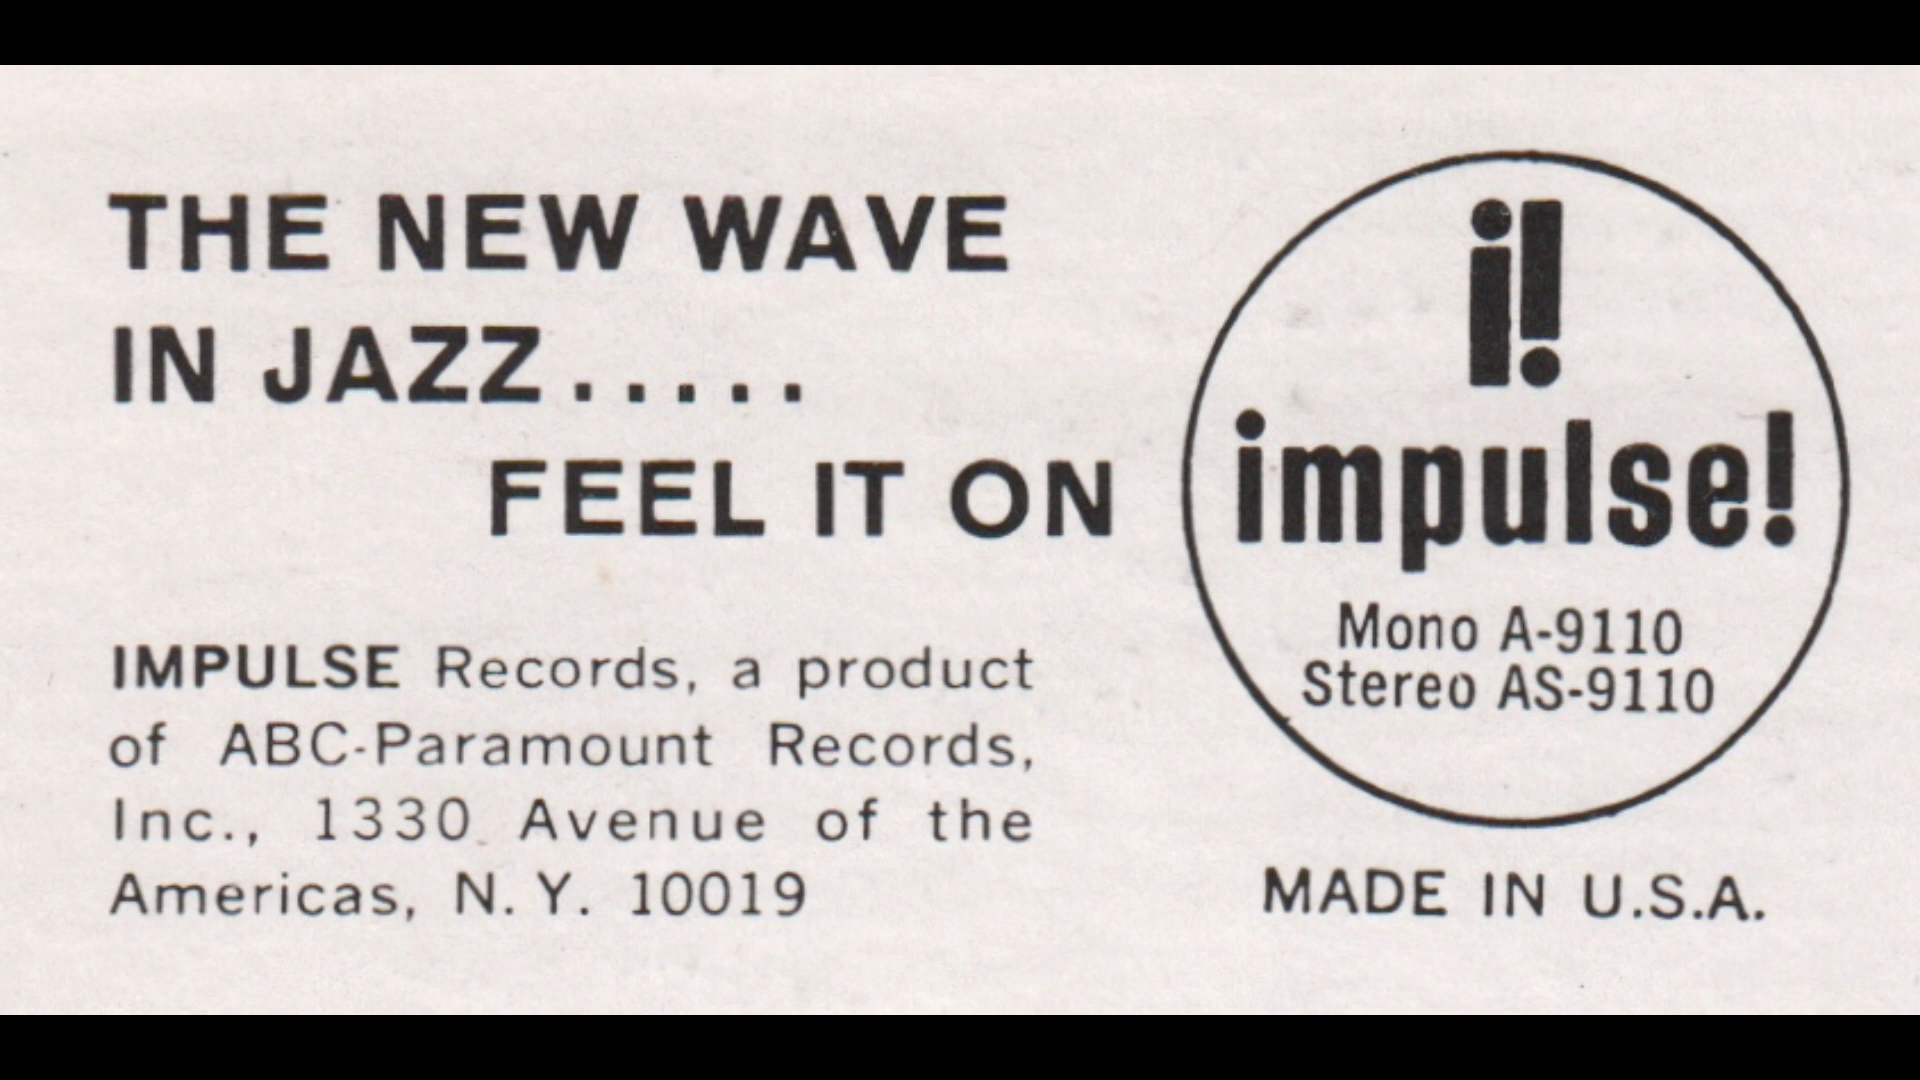 THE NEW WAVE
IN JAZZ.....
FEEL IT ON
IMPULSE Records, a product
of ABC-Paramount Records,
Inc., 1330 Avenue of the
Americas, N. Y. 10019
i!
impulse!
Mono A-9110
Stereo AS-9110
MADE IN U.S.A.